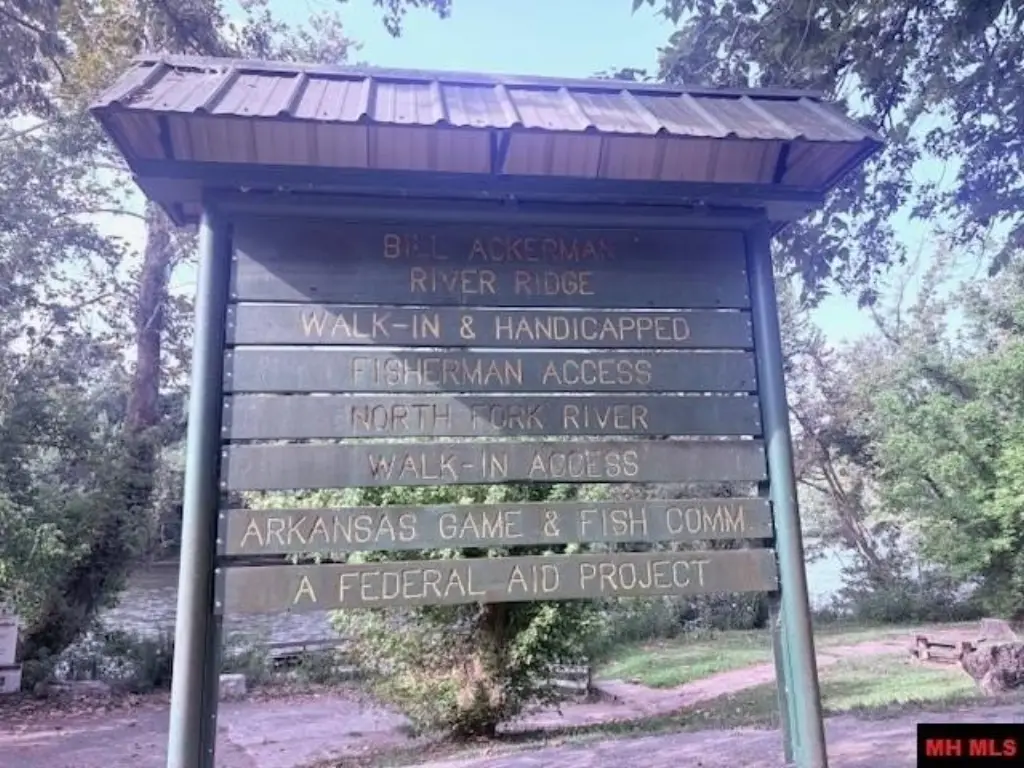 BILL ACKERMAN
RIVER RIDGE
WALK-IN & HANDICAPPED
FISHERMAN ACCESS
NORTH FORK RIVER
WALK-IN ACCESS
ARKANSAS GAME & FISH COMM.
A FEDERAL AID PROJECT
MH MLS